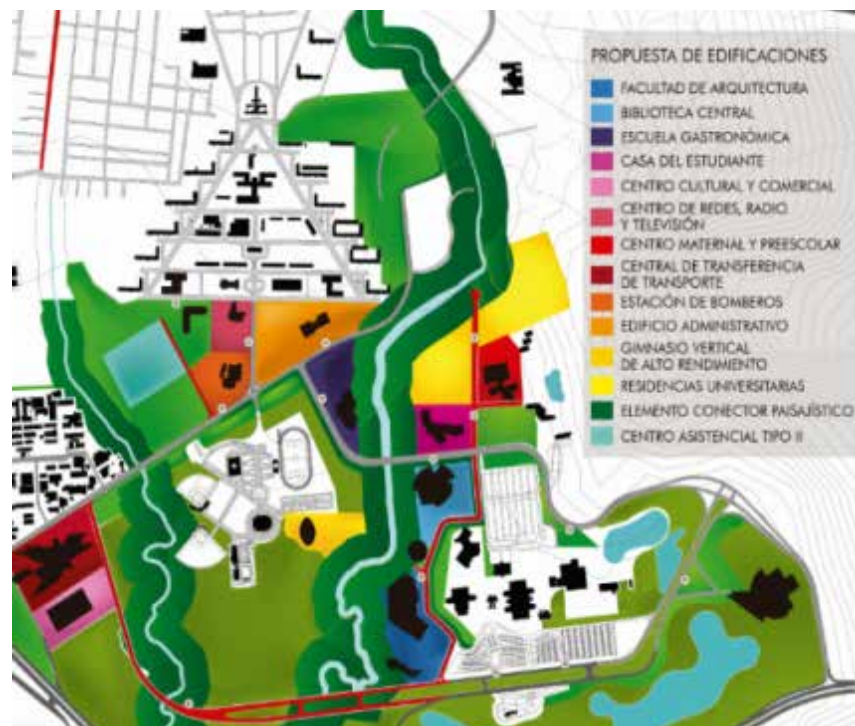 PROPUESTA DE EDIFICACIONES
FACULTAD DE ARQUITECTURA
BIBLIOTECA CENTRAL
ESCUELA GASTRONÓMICA
CASA DEL ESTUDIANTE
CENTRO CULTURAL Y COMERCIAL
CENTRO DE REDES, RADIO
Y TELEVISIÓN
CENTRO MATERNAL Y PREESCOLAR
CENTRAL DE TRANSFERENCIA
DE TRANSPORTE
ESTACIÓN DE BOMBEROS
EDIFICIO ADMINISTRATIVO
GIMNASIO VERTICAL
DE ALTO RENDIMIENTO
RESIDENCIAS UNIVERSITARIAS
ELEMENTO CONECTOR PAISAJÍSTICO
CENTRO ASISTENCIAL TIPO II